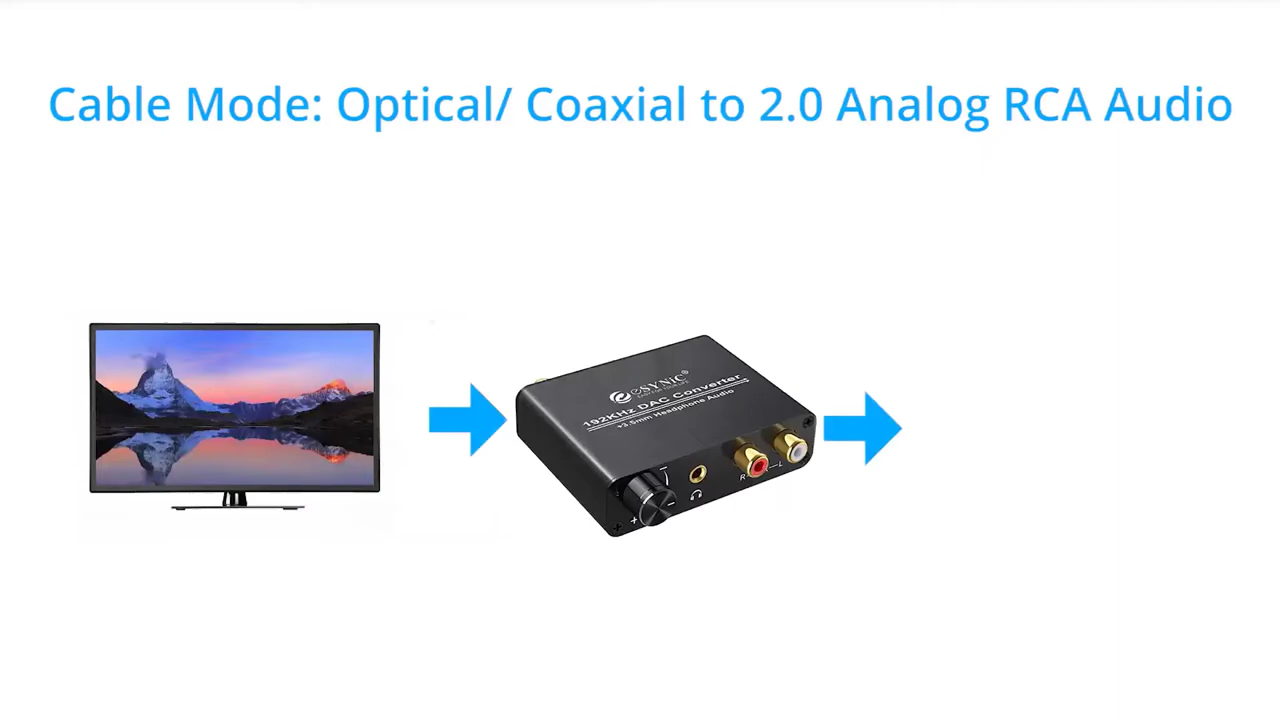 Cable Mode: Optical/ Coaxial to 2.0 Analog RCA Audio
eSYNiC®
192KHz DAC Converter
+3.5mm Headphone Audio
R L
- +